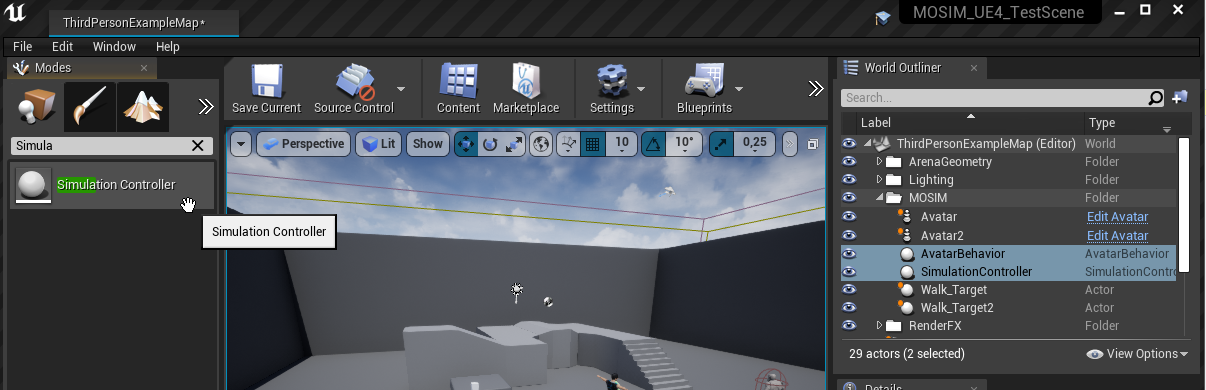 ThirdPersonExampleMap*
MOSIM_UE4_TestScene
File Edit Window Help
Modes
Simula
Simulation Controller
Simulation Controller
Save Current
Source Control
Content
Marketplace
Settings
Blueprints
Perspective
Lit
Show
10
10°
0,25
World Outliner
Search...
Label Type
ThirdPersonExampleMap (Editor) World
ArenaGeometry Folder
Lighting Folder
MOSIM Folder
Avatar Edit Avatar
Avatar2 Edit Avatar
AvatarBehavior AvatarBehavior
SimulationController SimulationContro
Walk_Target Actor
Walk_Target2 Actor
RenderFX Folder
29 actors (2 selected) View Options
Details